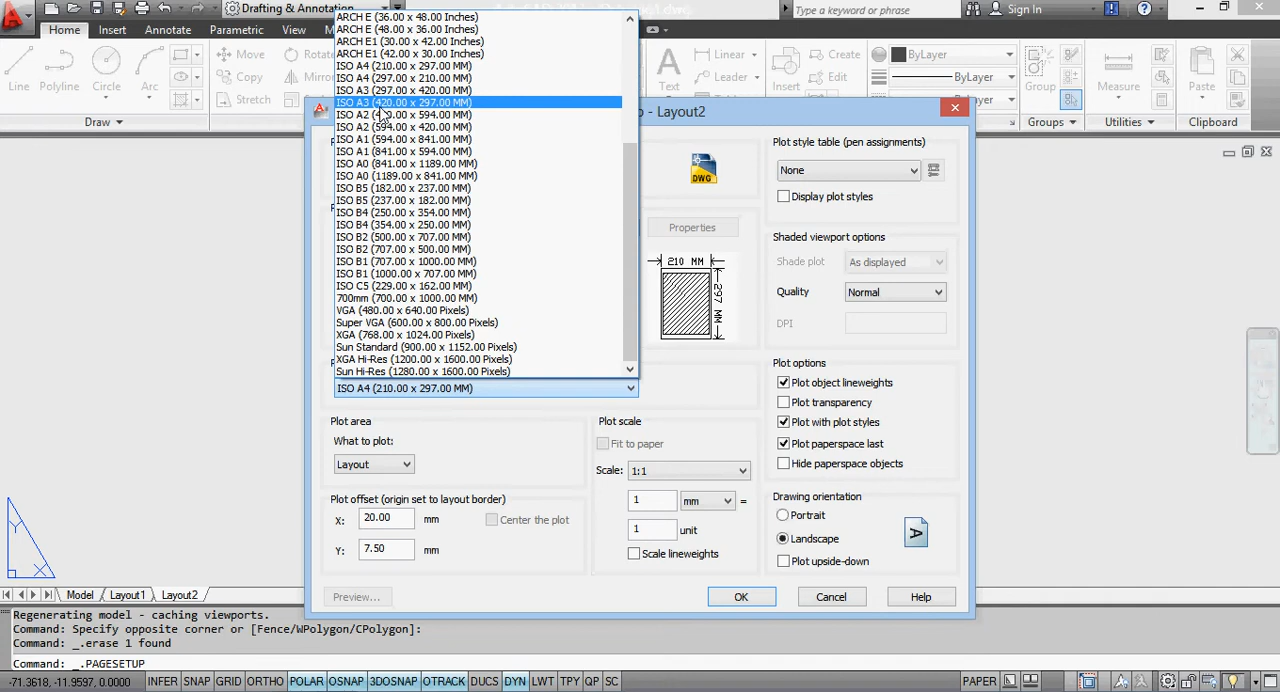 Drafting & Annotation
.dwg
Type a keyword or phrase
Sign In
Home Insert Annotate Parametric View
Line Polyline Circle Arc
Move
Copy
Stretch
Draw
Text
Linear
Leader
Insert
Create
Edit
ByLayer
ByLayer
ByLayer
Group
Groups
Measure
Utilities
Paste
Clipboard
ARCH E (36.00 x 48.00 Inches)
ARCH E (48.00 x 36.00 Inches)
ARCH E1 (30.00 x 42.00 Inches)
ARCH E1 (42.00 x 30.00 Inches)
ISO A4 (210.00 x 297.00 MM)
ISO A4 (297.00 x 210.00 MM)
ISO A3 (297.00 x 420.00 MM)
ISO A3 (420.00 x 297.00 MM)
ISO A2 (420.00 x 594.00 MM)
ISO A2 (594.00 x 420.00 MM)
ISO A1 (594.00 x 841.00 MM)
ISO A1 (841.00 x 594.00 MM)
ISO A0 (841.00 x 1189.00 MM)
ISO A0 (1189.00 x 841.00 MM)
ISO B5 (182.00 x 237.00 MM)
ISO B5 (237.00 x 182.00 MM)
ISO B4 (250.00 x 354.00 MM)
ISO B4 (354.00 x 250.00 MM)
ISO B2 (500.00 x 707.00 MM)
ISO B2 (707.00 x 500.00 MM)
ISO B1 (707.00 x 1000.00 MM)
ISO B1 (1000.00 x 707.00 MM)
ISO C5 (229.00 x 162.00 MM)
700mm (700.00 x 1000.00 MM)
VGA (480.00 x 640.00 Pixels)
Super VGA (600.00 x 800.00 Pixels)
XGA (768.00 x 1024.00 Pixels)
Sun Standard (900.00 x 1152.00 Pixels)
XGA Hi-Res (1200.00 x 1600.00 Pixels)
Sun Hi-Res (1280.00 x 1600.00 Pixels)
ISO A4 (210.00 x 297.00 MM)
- Layout2
DWG
Properties
210 MM
297 MM
Plot style table (pen assignments)
None
Display plot styles
Shaded viewport options
Shade plot As displayed
Quality Normal
DPI
Plot options
Plot object lineweights
Plot transparency
Plot with plot styles
Plot paperspace last
Hide paperspace objects
Plot area
What to plot:
Layout
Plot scale
Fit to paper
Scale: 1:1
1 mm =
1 unit
Scale lineweights
Plot offset (origin set to layout border)
X: 20.00 mm
Center the plot
Y: 7.50 mm
Drawing orientation
Portrait
Landscape
A
Plot upside-down
Preview...
OK
Cancel
Help
Y
X
Model Layout1 Layout2
Regenerating model - caching viewports.
Command: Specify opposite corner or [Fence/WPolygon/CPolygon]:
Command: _.erase 1 found
Command: _.PAGESETUP
-71.3618, -11.9597, 0.0000 INFER SNAP GRID ORTHO POLAR OSNAP 3DOSNAP OTRACK DUCS DYN LWT TPY QP SC PAPER